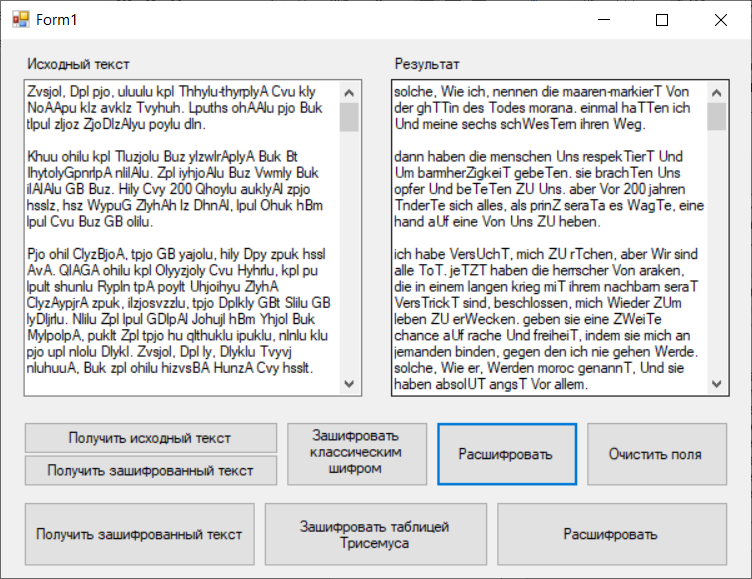 Form1
Исходный текст
Zvsjol, Dpl pjo, uluulu kpl Thhylu-thyrplyA Cvu kly
NoAApu klz avklz Tvyhuh. Lpuths ohAAlu pjo Buk
tlpul zljoz ZjoDlzAlyu poylu dln.
Khuu ohilu kpl Tluzjolu Buz ylzwlrAplyA Buk Bt
IhytolyGpnrlpA nlilAlu. Zpl iyhjoAlu Buz Vwmly Buk
ilAlAlu GB Buz. Hily Cvy 200 Qhoylu auklyAl zpjo
hsslz, hsz WypuG ZlyhAh lz DhnAl, lpul Ohuk hBm
lpul Cvu Buz GB olilu.
Pjo ohil ClyzBjoA, tpjo GB yajolu, hily Dpy zpuk hssl
AvA. QlAGA ohilu kpl Olyyzjoly Cvu Hyhrlu, kpl pu
lpult shunlu Rypln tpA poylt Uhjoihyu ZlyhA
ClyzAypjrA zpuk, ilzjosvzzlu, tpjo Dplkly GBt Slilu GB
lyDljrlu. Nlilu Zpl lpul GDlpAl Johujl hBm Yhjol Buk
MylpolpA, puklt Zpl tpjo hu qlthuklu ipuklu, nlnlu klu
pjo upl nlolu Dlykl. Zvsjol, Dpl ly, Dlyklu Tvyvj
nluhuuA, Buk zpl ohilu hizvsBA HunzA Cvy hsslt.
Результат
solche, Wie ich, nennen die maaren-markierT Von
der ghTTin des Todes morana. einmal haTTen ich
Und meine sechs schWesTern ihren Weg.
dann haben die menschen Uns respekTierT Und
Um barmherZigkeiT gebeTen. sie brachTen Uns
opfer Und beTeTen ZU Uns. aber Vor 200 jahren
TnderTe sich alles, als prinZ seraTa es WagTe, eine
hand aUf eine Von Uns ZU heben.
ich habe VersUchT, mich ZU rTchen, aber Wir sind
alle ToT. jeTZT haben die herrscher Von araken,
die in einem langen krieg miT ihrem nachbarn seraT
VersTrickT sind, beschlossen, mich Wieder ZUm
leben ZU erWecken. geben sie eine ZWeiTe
chance aUf rache Und freiheiT, indem sie mich an
jemanden binden, gegen den ich nie gehen Werde.
solche, Wie er, Werden moroc genannT, Und sie
haben absolUT angsT Vor allem.
Получить исходный текст
Получить зашифрованный текст
Зашифровать
классическим
шифром
Расшифровать
Очистить поля
Получить зашифрованный текст
Зашифровать таблицей
Трисемуса
Расшифровать